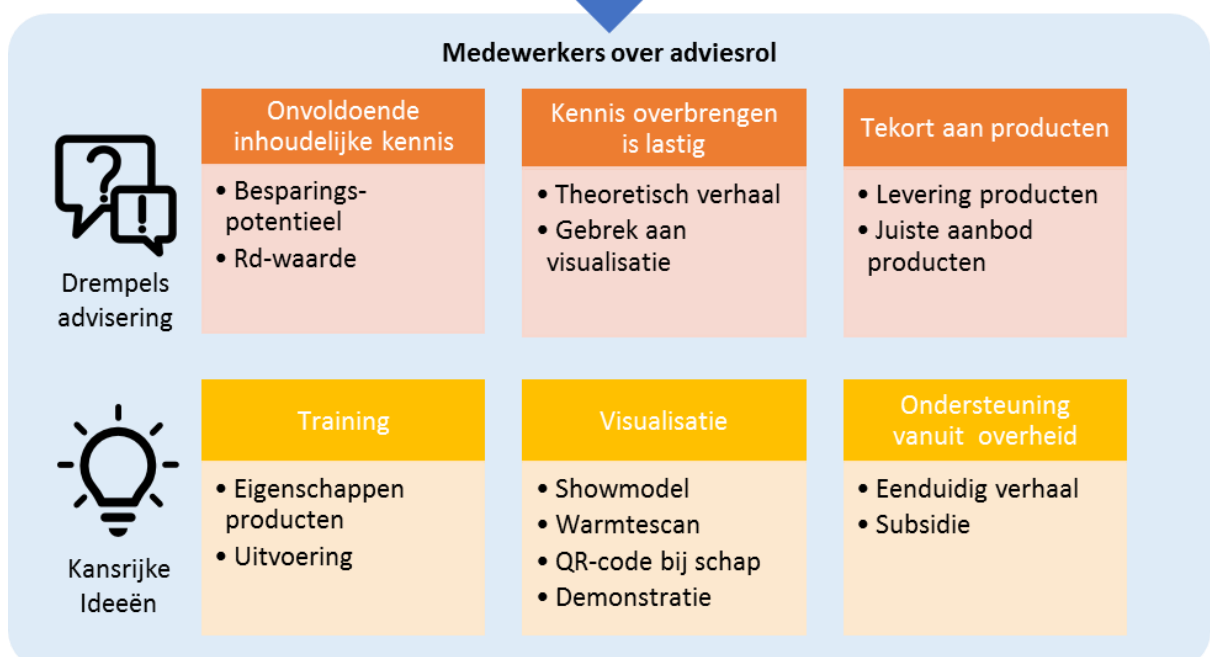 Medewerkers over adviesrol
Onvoldoende
inhoudelijke kennis
• Besparings-
potentieel
• Rd-waarde
Kennis overbrengen
is lastig
• Theoretisch verhaal
• Gebrek aan
visualisatie
Tekort aan producten
• Levering producten
• Juiste aanbod
producten
?
!
Drempels
advisering
Training
• Eigenschappen
producten
• Uitvoering
Visualisatie
• Showmodel
• Warmtescan
• QR-code bij schap
• Demonstratie
Ondersteuning
vanuit overheid
• Eenduidig verhaal
• Subsidie
Kansrijke
Ideeën